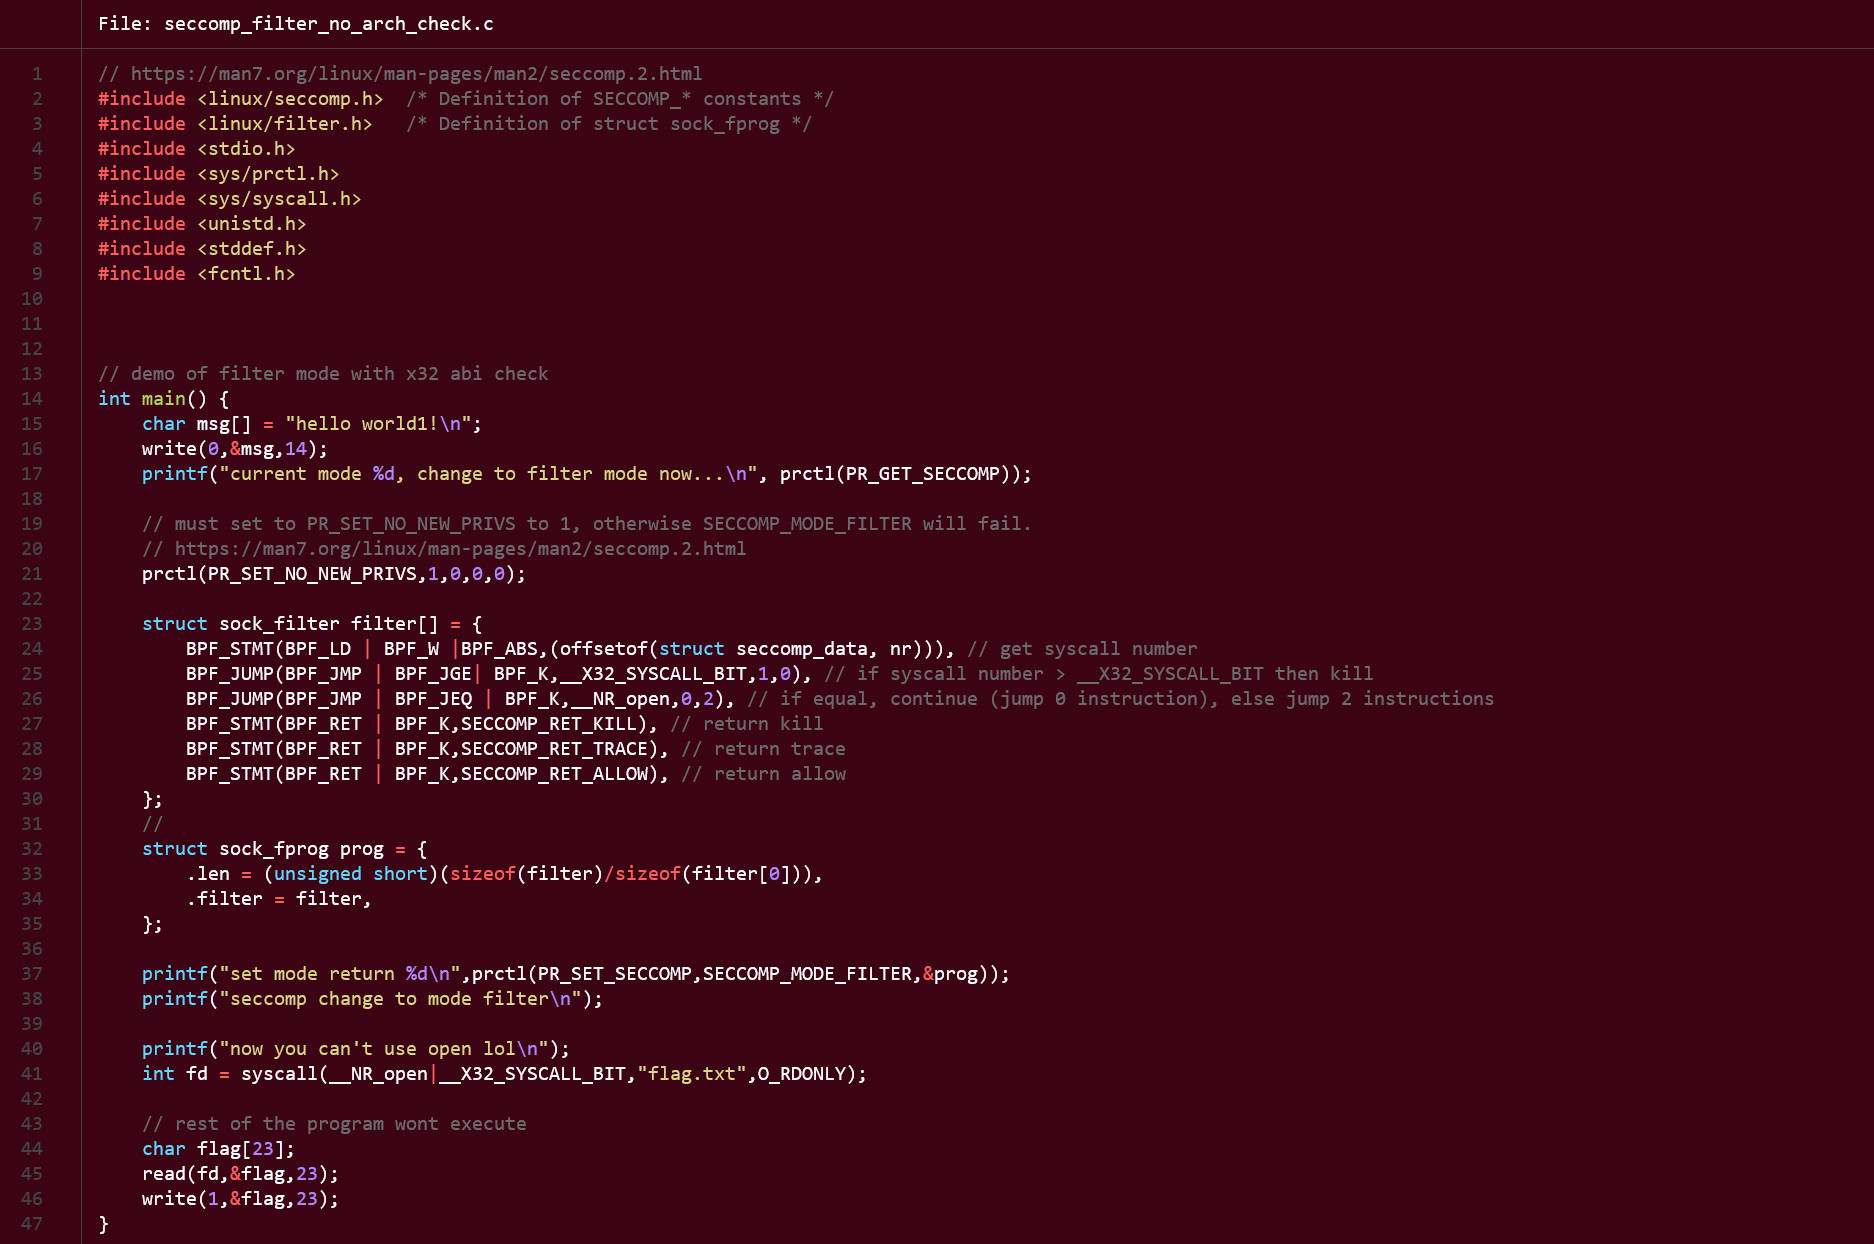 File: seccomp_filter_no_arch_check.c
1 // https://man7.org/linux/man-pages/man2/seccomp.2.html
2 #include <linux/seccomp.h>  /* Definition of SECCOMP_* constants */
3 #include <linux/filter.h>   /* Definition of struct sock_fprog */
4 #include <stdio.h>
5 #include <sys/prctl.h>
6 #include <sys/syscall.h>
7 #include <unistd.h>
8 #include <stddef.h>
9 #include <fcntl.h>
10
11
12
13 // demo of filter mode with x32 abi check
14 int main() {
15     char msg[] = "hello world1!\n";
16     write(0,&msg,14);
17     printf("current mode %d, change to filter mode now...\n", prctl(PR_GET_SECCOMP));
18
19     // must set to PR_SET_NO_NEW_PRIVS to 1, otherwise SECCOMP_MODE_FILTER will fail.
20     // https://man7.org/linux/man-pages/man2/seccomp.2.html
21     prctl(PR_SET_NO_NEW_PRIVS,1,0,0,0);
22
23     struct sock_filter filter[] = {
24         BPF_STMT(BPF_LD | BPF_W |BPF_ABS,(offsetof(struct seccomp_data, nr))), // get syscall number
25         BPF_JUMP(BPF_JMP | BPF_JGE| BPF_K,__X32_SYSCALL_BIT,1,0), // if syscall number > __X32_SYSCALL_BIT then kill
26         BPF_JUMP(BPF_JMP | BPF_JEQ | BPF_K,__NR_open,0,2), // if equal, continue (jump 0 instruction), else jump 2 instructions
27         BPF_STMT(BPF_RET | BPF_K,SECCOMP_RET_KILL), // return kill
28         BPF_STMT(BPF_RET | BPF_K,SECCOMP_RET_TRACE), // return trace
29         BPF_STMT(BPF_RET | BPF_K,SECCOMP_RET_ALLOW), // return allow
30     };
31     //
32     struct sock_fprog prog = {
33         .len = (unsigned short)(sizeof(filter)/sizeof(filter[0])),
34         .filter = filter,
35     };
36
37     printf("set mode return %d\n",prctl(PR_SET_SECCOMP,SECCOMP_MODE_FILTER,&prog));
38     printf("seccomp change to mode filter\n");
39
40     printf("now you can't use open lol\n");
41     int fd = syscall(__NR_open|__X32_SYSCALL_BIT,"flag.txt",O_RDONLY);
42
43     // rest of the program wont execute
44     char flag[23];
45     read(fd,&flag,23);
46     write(1,&flag,23);
47 }